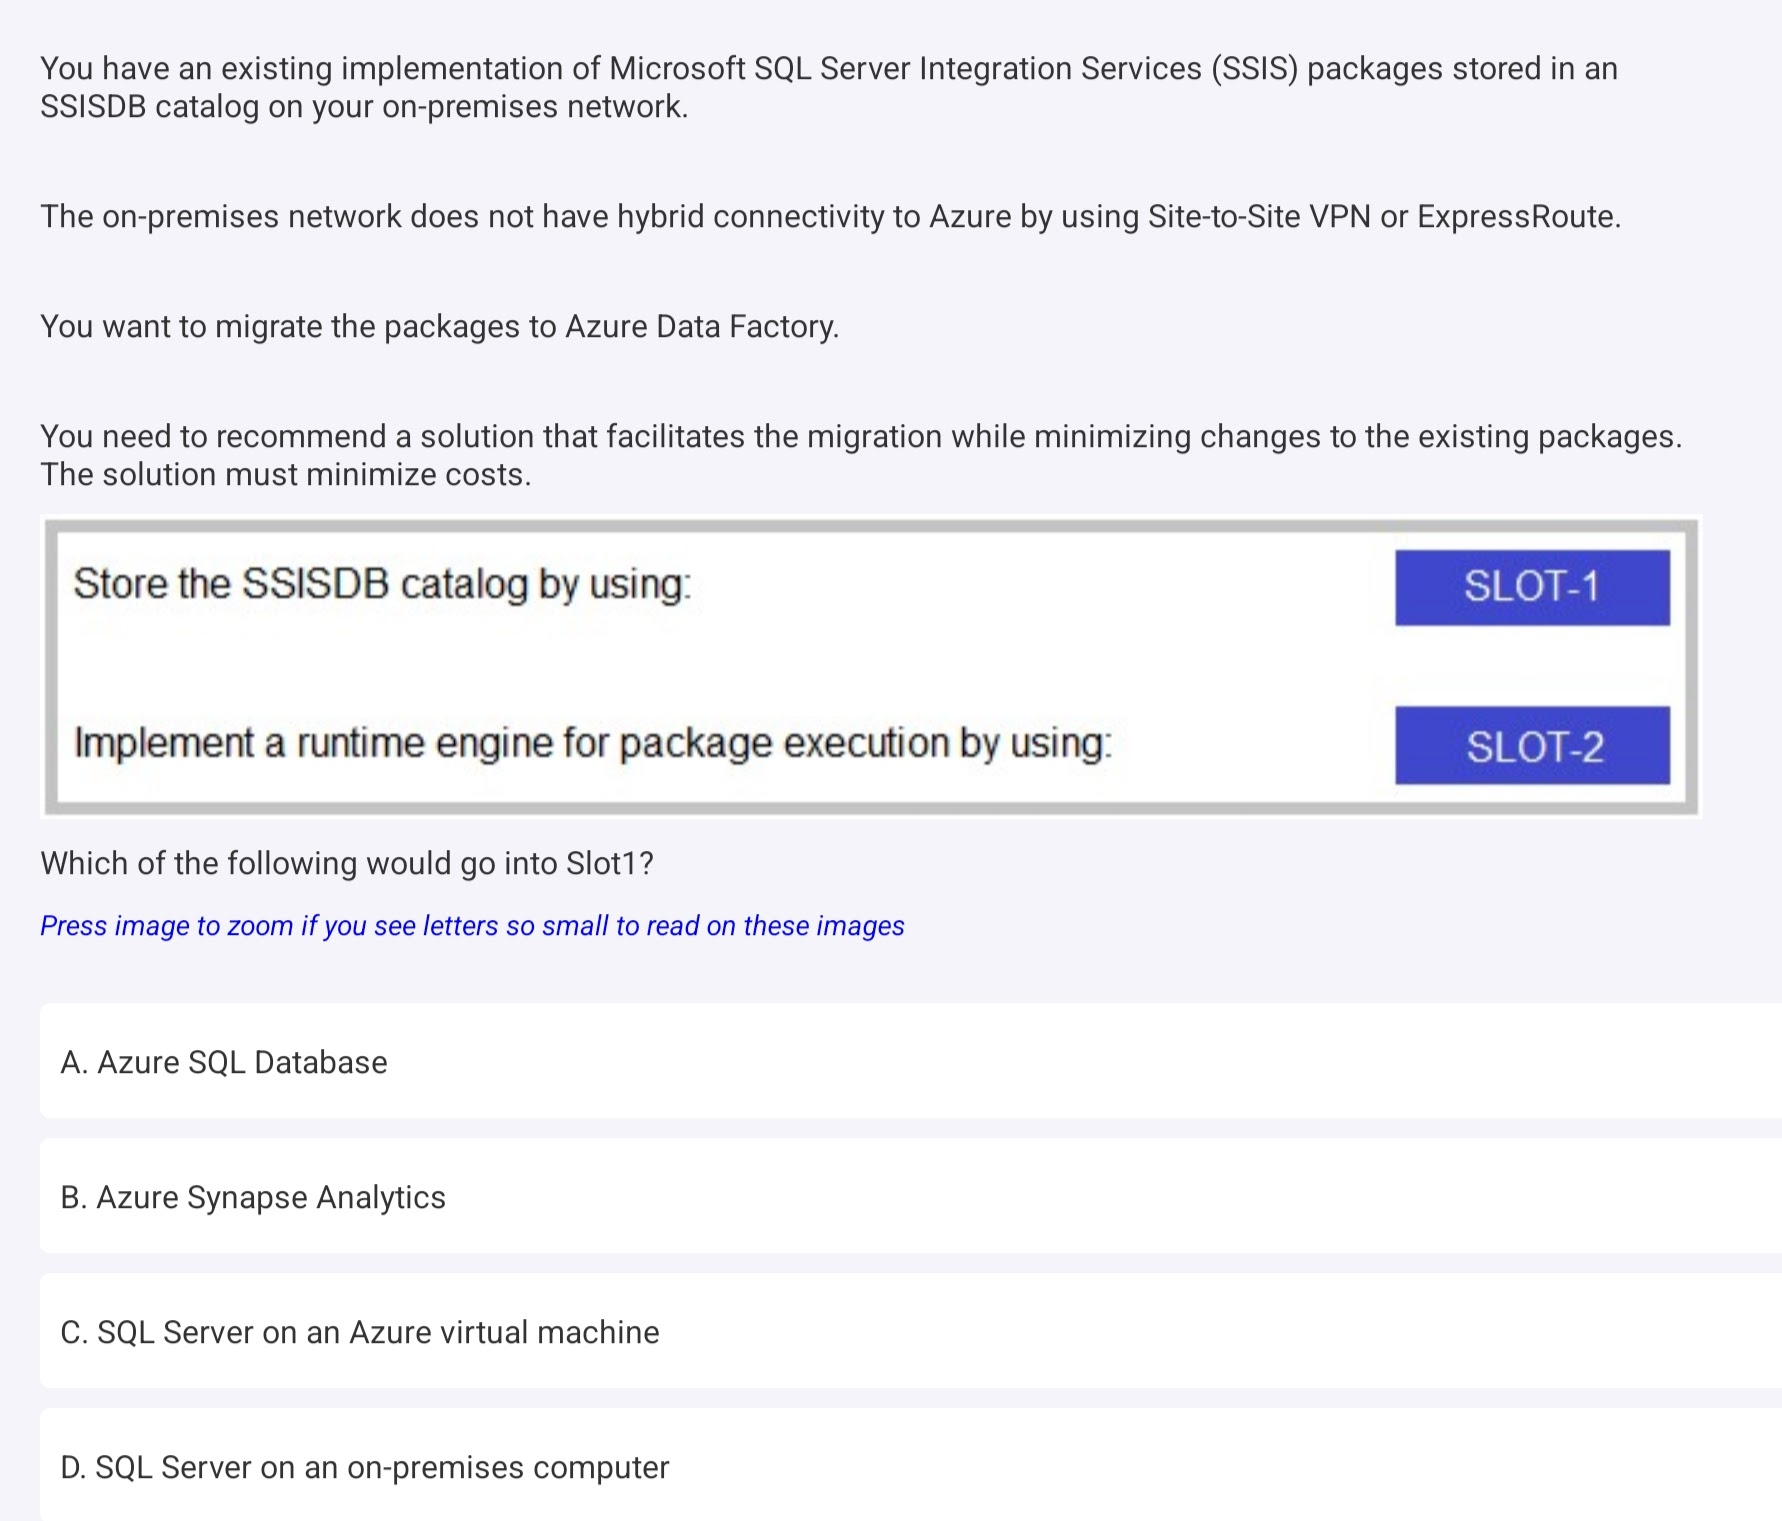 You have an existing implementation of Microsoft SQL Server Integration Services (SSIS) packages stored in an
SSISDB catalog on your on-premises network.
The on-premises network does not have hybrid connectivity to Azure by using Site-to-Site VPN or ExpressRoute.
You want to migrate the packages to Azure Data Factory.
You need to recommend a solution that facilitates the migration while minimizing changes to the existing packages.
The solution must minimize costs.
Store the SSISDB catalog by using:
SLOT-1
Implement a runtime engine for package execution by using:
SLOT-2
Which of the following would go into Slot1?
Press image to zoom if you see letters so small to read on these images
A. Azure SQL Database
B. Azure Synapse Analytics
C. SQL Server on an Azure virtual machine
D. SQL Server on an on-premises computer